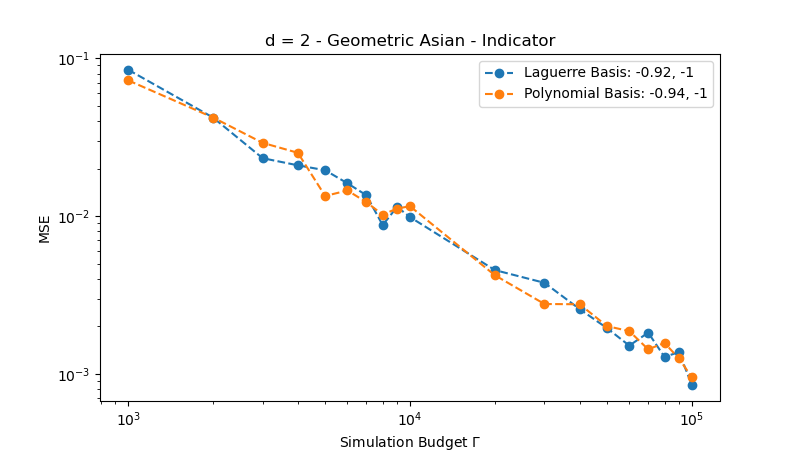 d = 2 - Geometric Asian - Indicator
Laguerre Basis: -0.92, -1
Polynomial Basis: -0.94, -1
MSE
10⁻¹
10⁻²
10⁻³
10³
10⁴
10⁵
Simulation Budget Γ